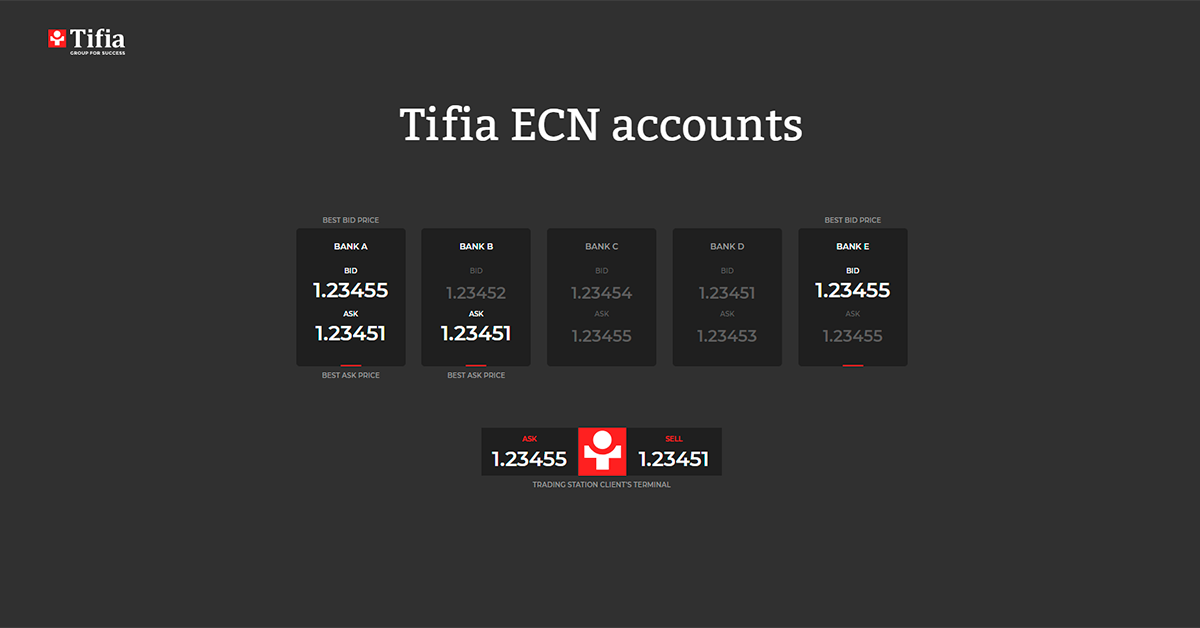 Tifia
GROUP FOR SUCCESS
Tifia ECN accounts
BEST BID PRICE
BANK A
BID
1.23455
ASK
1.23451
BEST ASK PRICE
BANK B
BID
1.23452
ASK
1.23451
BEST ASK PRICE
BANK C
BID
1.23454
ASK
1.23455
BANK D
BID
1.23451
ASK
1.23453
BEST BID PRICE
BANK E
BID
1.23455
ASK
1.23455
ASK
1.23455
SELL
1.23451
TRADING STATION CLIENT'S TERMINAL